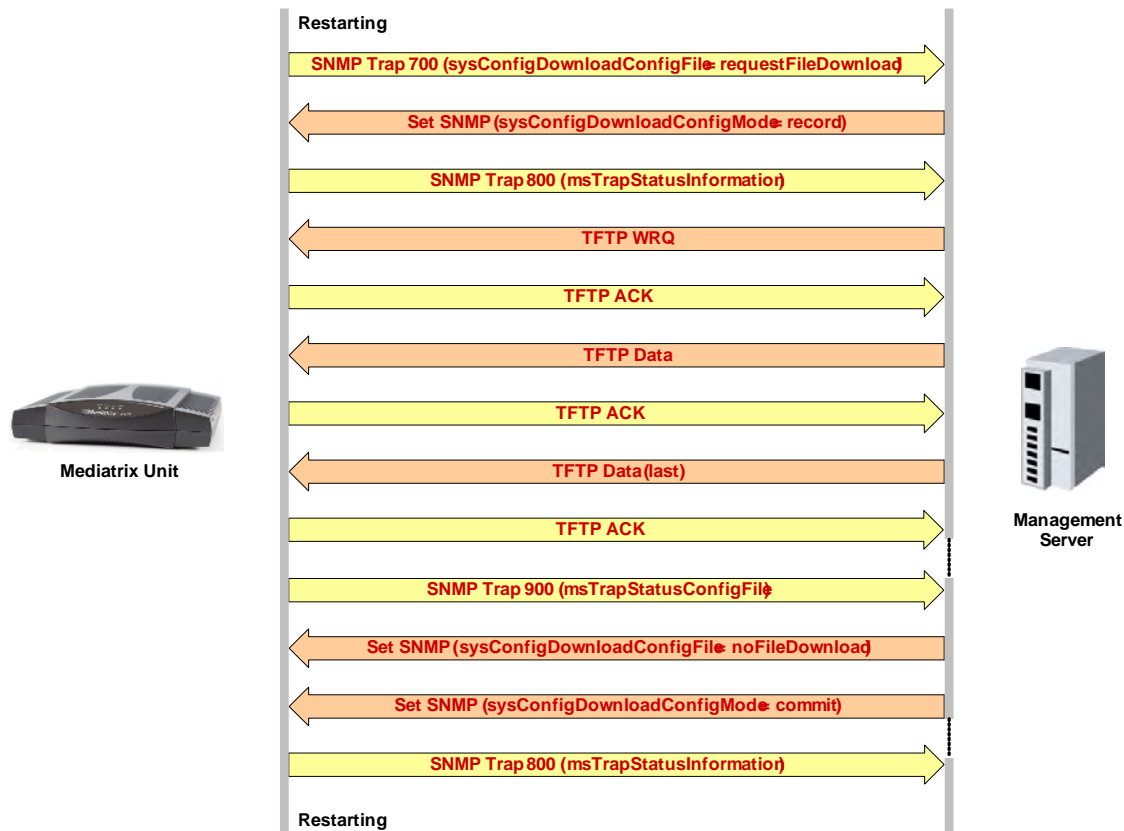 Restarting
SNMP Trap 700 (sysConfigDownloadConfigFile= requestFileDownload)
Set SNMP (sysConfigDownloadConfigMode= record)
SNMP Trap 800 (msTrapStatusInformation)
TFTP WRQ
TFTP ACK
TFTP Data
TFTP ACK
Mediatrix Unit
TFTP Data (last)
TFTP ACK
Management
Server
SNMP Trap 900 (msTrapStatusConfigFile)
Set SNMP (sysConfigDownloadConfigFile= noFileDownload)
Set SNMP (sysConfigDownloadConfigMode= commit)
SNMP Trap 800 (msTrapStatusInformation)
Restarting